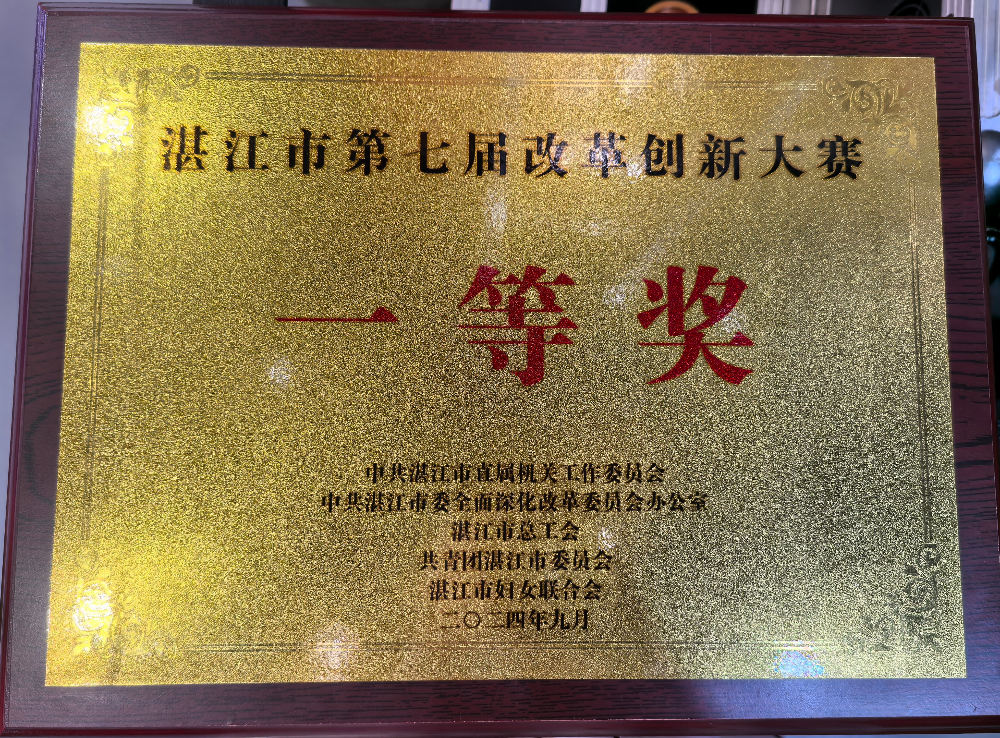 湛江市第七届改革创新大赛
一等奖
中共湛江市直属机关工作委员会
中共湛江市委全面深化改革委员会办公室
湛江市总工会
共青团湛江市委员会
湛江市妇女联合会
二〇二四年九月